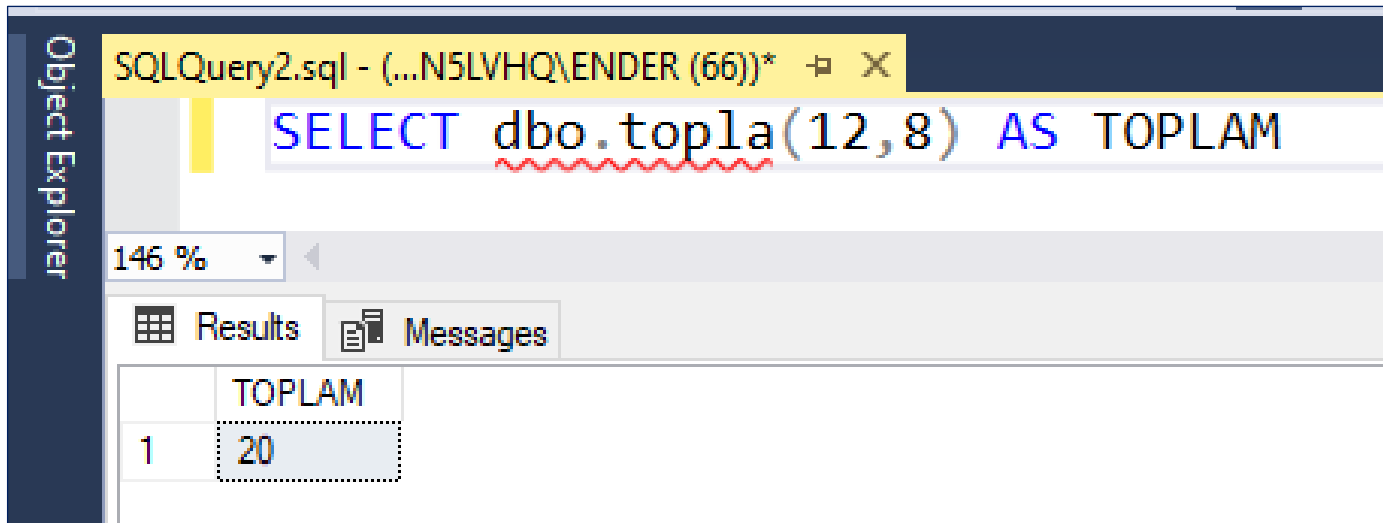 Object Explorer
SQLQuery2.sql - (...N5LVHQ\ENDER (66))*
SELECT dbo.topla(12,8) AS TOPLAM
146 %
Results
Messages
TOPLAM
1 20